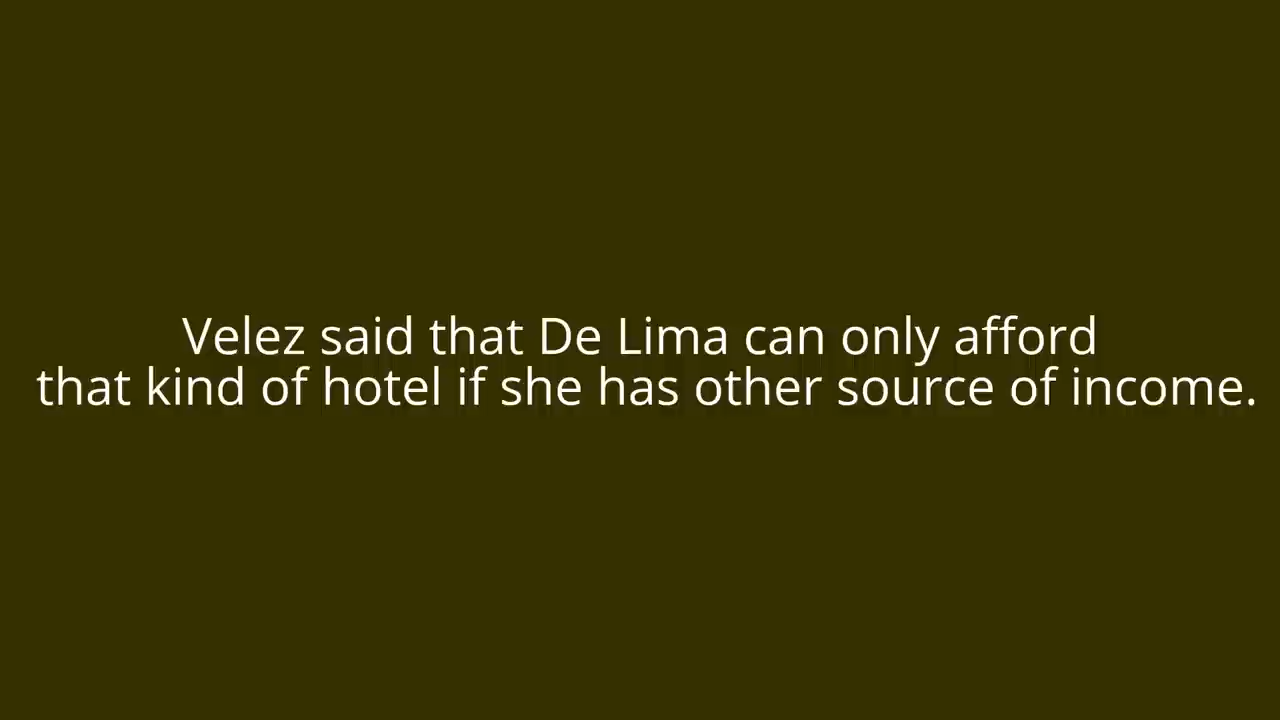 Velez said that De Lima can only afford
that kind of hotel if she has other source of income.